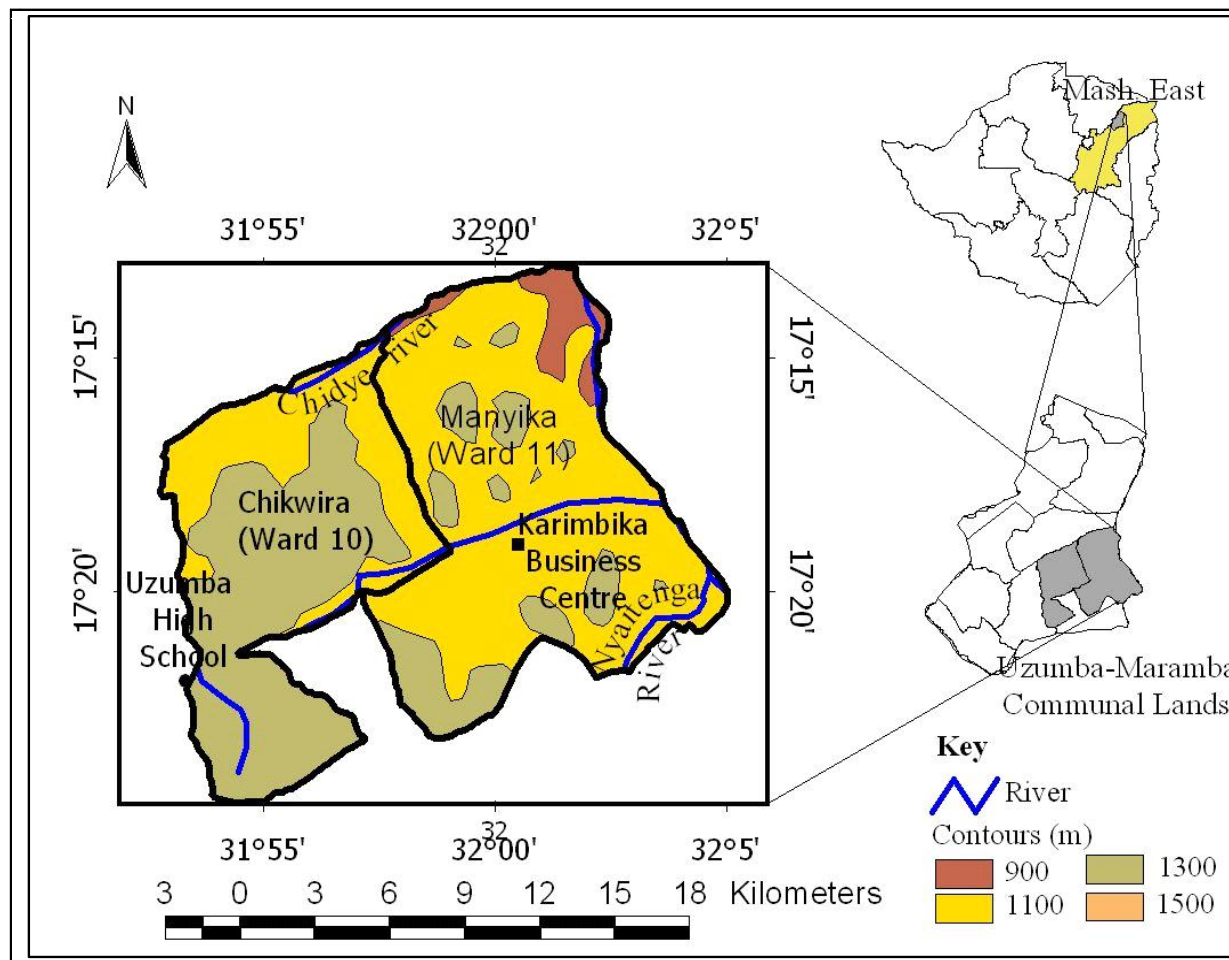 Mash. East
N
31°55' 32°00' 32°5'
32
17°15' 17°15'
Chidye river
Manyika
(Ward 11)
Chikwira
(Ward 10)
Karimbika
Business
Centre
17°20' 17°20'
Uzumba
High
School
Nyaitenga
River
Uzumba-Maramba
Communal Lands
Key
River
Contours (m)
900 1300
1100 1500
32
31°55' 32°00' 32°5'
3 0 3 6 9 12 15 18 Kilometers